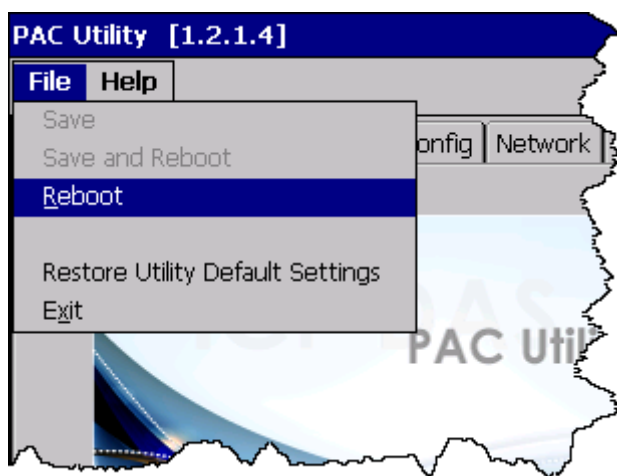 PAC Utility [1.2.1.4]
File Help
Save
Save and Reboot
onfig Network
Reboot
Restore Utility Default Settings
Exit
PAC Util